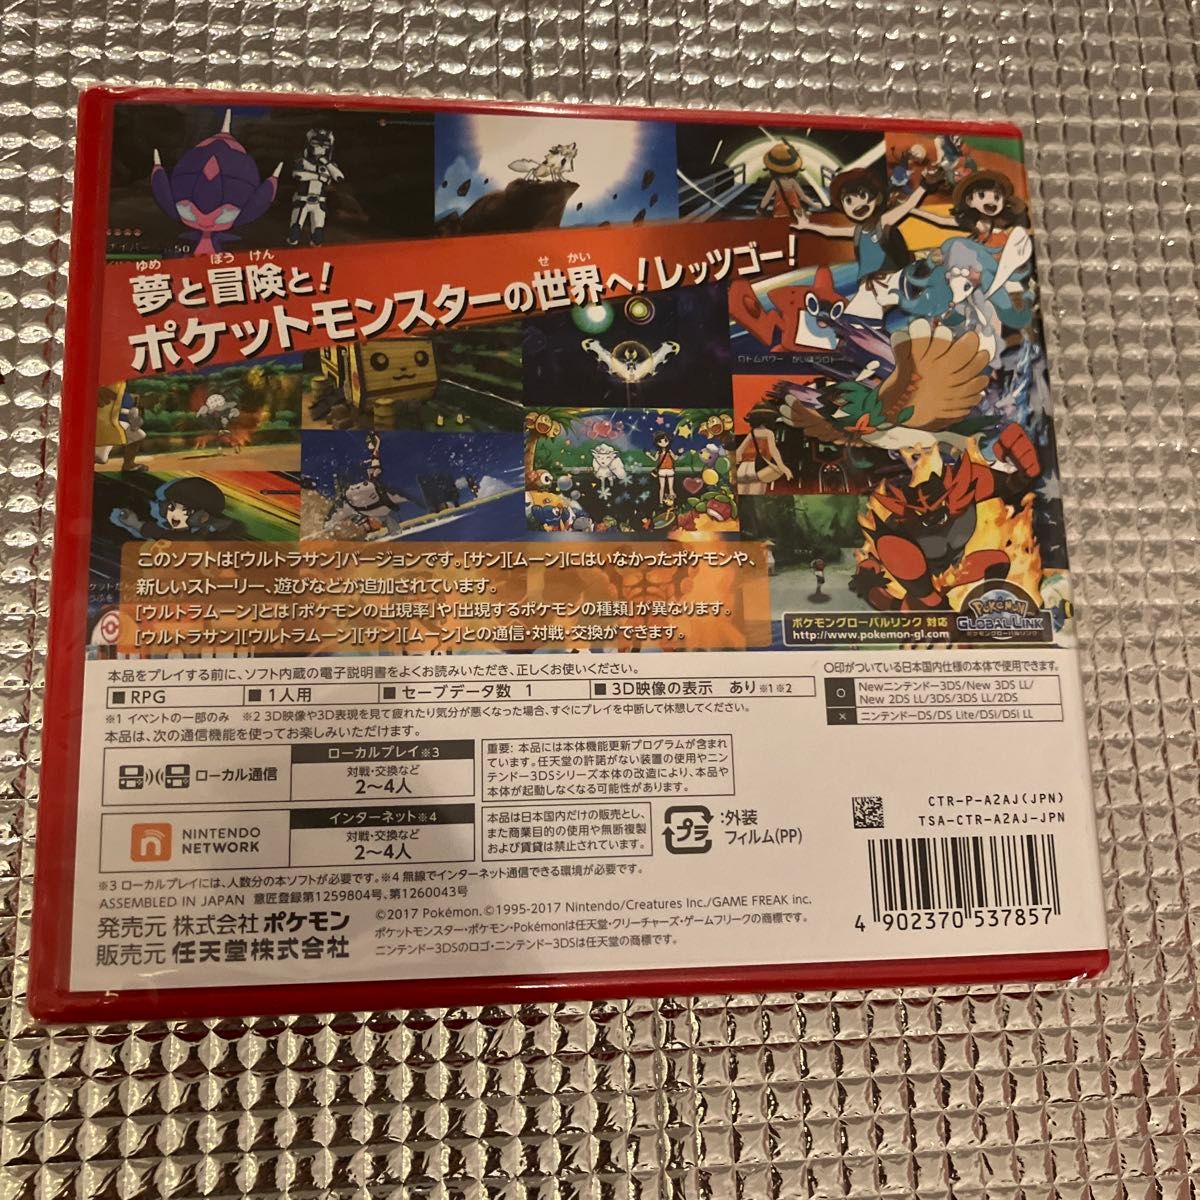 ゆめ ぼう けん
夢と冒険と!
せ かい
ポケットモンスターの世界へ!レッツゴー!
ロトムパワー かいほうロトー
このソフトは[ウルトラサン]バージョンです。[サン][ムーン]にはいなかったポケモンや、
新しいストーリー、遊びなどが追加されています。
[ウルトラムーン]とは「ポケモンの出現率」や「出現するポケモンの種類」が異なります。
[ウルトラサン][ウルトラムーン][サン][ムーン]との通信・対戦・交換ができます。
ポケモングローバルリンク 対応
http://www.pokemon-gl.com
Pokémon
GLOBAL LINK
ポケモングローバルリンク
本品をプレイする前に、ソフト内蔵の電子説明書をよくお読みいただき、正しくお使いください。
■RPG ■1人用 ■セーブデータ数 1 ■3D映像の表示 あり※1※2
※1 イベントの一部のみ ※2 3D映像や3D表現を見て疲れたり気分が悪くなった場合、すぐにプレイを中断して休憩してください。
本品は、次の通信機能を使ってお楽しみいただけます。
〇印がついている日本国内仕様の本体で使用できます。
〇 Newニンテンドー3DS/New 3DS LL/
New 2DS LL/3DS/3DS LL/2DS
× ニンテンドーDS/DS Lite/DSi/DSi LL
ローカル通信
ローカルプレイ※3
対戦・交換など
2〜4人
重要: 本品には本体機能更新プログラムが含まれ
ています。任天堂の許諾がない装置の使用やニン
テンドー3DSシリーズ本体の改造により、本品や
本体が起動しなくなる可能性があります。
NINTENDO
NETWORK
インターネット※4
対戦・交換など
2〜4人
本品は日本国内だけの販売とし、
また商業目的の使用や無断複製
および賃貸は禁止されています。
プラ
:外装
フィルム(PP)
CTR-P-A2AJ(JPN)
TSA-CTR-A2AJ-JPN
※3 ローカルプレイには、人数分の本ソフトが必要です。※4 無線でインターネット通信できる環境が必要です。
ASSEMBLED IN JAPAN 意匠登録第1259804号、第1260043号
発売元 株式会社ポケモン
販売元 任天堂株式会社
©2017 Pokémon. ©1995-2017 Nintendo/Creatures Inc./GAME FREAK inc.
ポケットモンスター・ポケモン・Pokémonは任天堂・クリーチャーズ・ゲームフリークの商標です。
ニンテンドー3DSのロゴ・ニンテンドー3DSは任天堂の商標です。
4 902370 537857